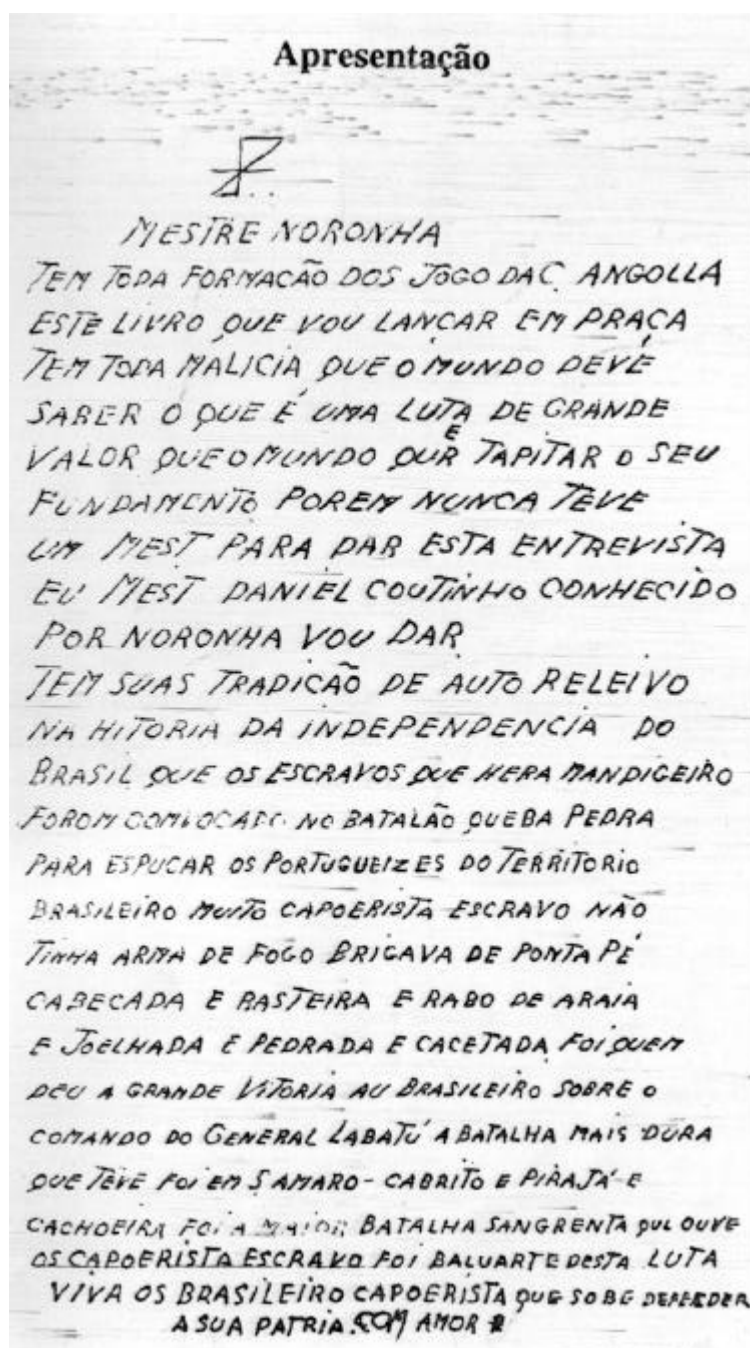 Apresentação
MESTRE NORONHA
TEM TODA FORMACÃO DOS JOGO DA C. ANGOLLA
ESTE LIVRO QUE VOU LANCAR EM PRAÇA
TEM TODA MALICIA QUE O MUNDO DEVE
SABER O QUE É UMA LUTA DE GRANDE
VALOR QUE O MUNDO QUER TAPITAR O SEU
FUNDAMENTO POREM NUNCA TEVE
UM MEST PARA DAR ESTA ENTREVISTA
EU MEST DANIEL COUTINHO CONHECIDO
POR NORONHA VOU DAR
TEM SUAS TRADICÃO DE AUTO RELEIVO
NA HITORIA DA INDEPENDENCIA DO
BRASIL QUE OS ESCRAVOS QUE HERA MANDIGEIRO
FOROM NO BATALÃO QUEBA PEDRA
PARA ESPUCAR OS PORTUGUEIZES DO TERRITORIO
BRASILEIRO MUITO CAPOERISTA ESCRAVO NÃO
TINHA ARMA DE FOGO BRIGAVA DE PONTA PÉ
CABECADA E RASTEIRA E RABO DE ARAIA
E JOELHADA E PEDRADA E CACETADA FOI QUEM
DEU A GRANDE VITORIA AU BRASILEIRO SOBRE O
COMANDO DO GENERAL LABATÚ A BATALHA MAIS DURA
QUE TEVE FOI EM SAMARO - CABRITO E PIRAJÁ - E
CACHOEIRA FOI A MAIOR BATALHA SANGRENTA QUE OUVE
OS CAPOERISTA ESCRAVO FOI BALUARTE DESTA LUTA
VIVA OS BRASILEIRO CAPOERISTA QUE SOBE DEFEEDER
A SUA PATRIA. COM AMOR